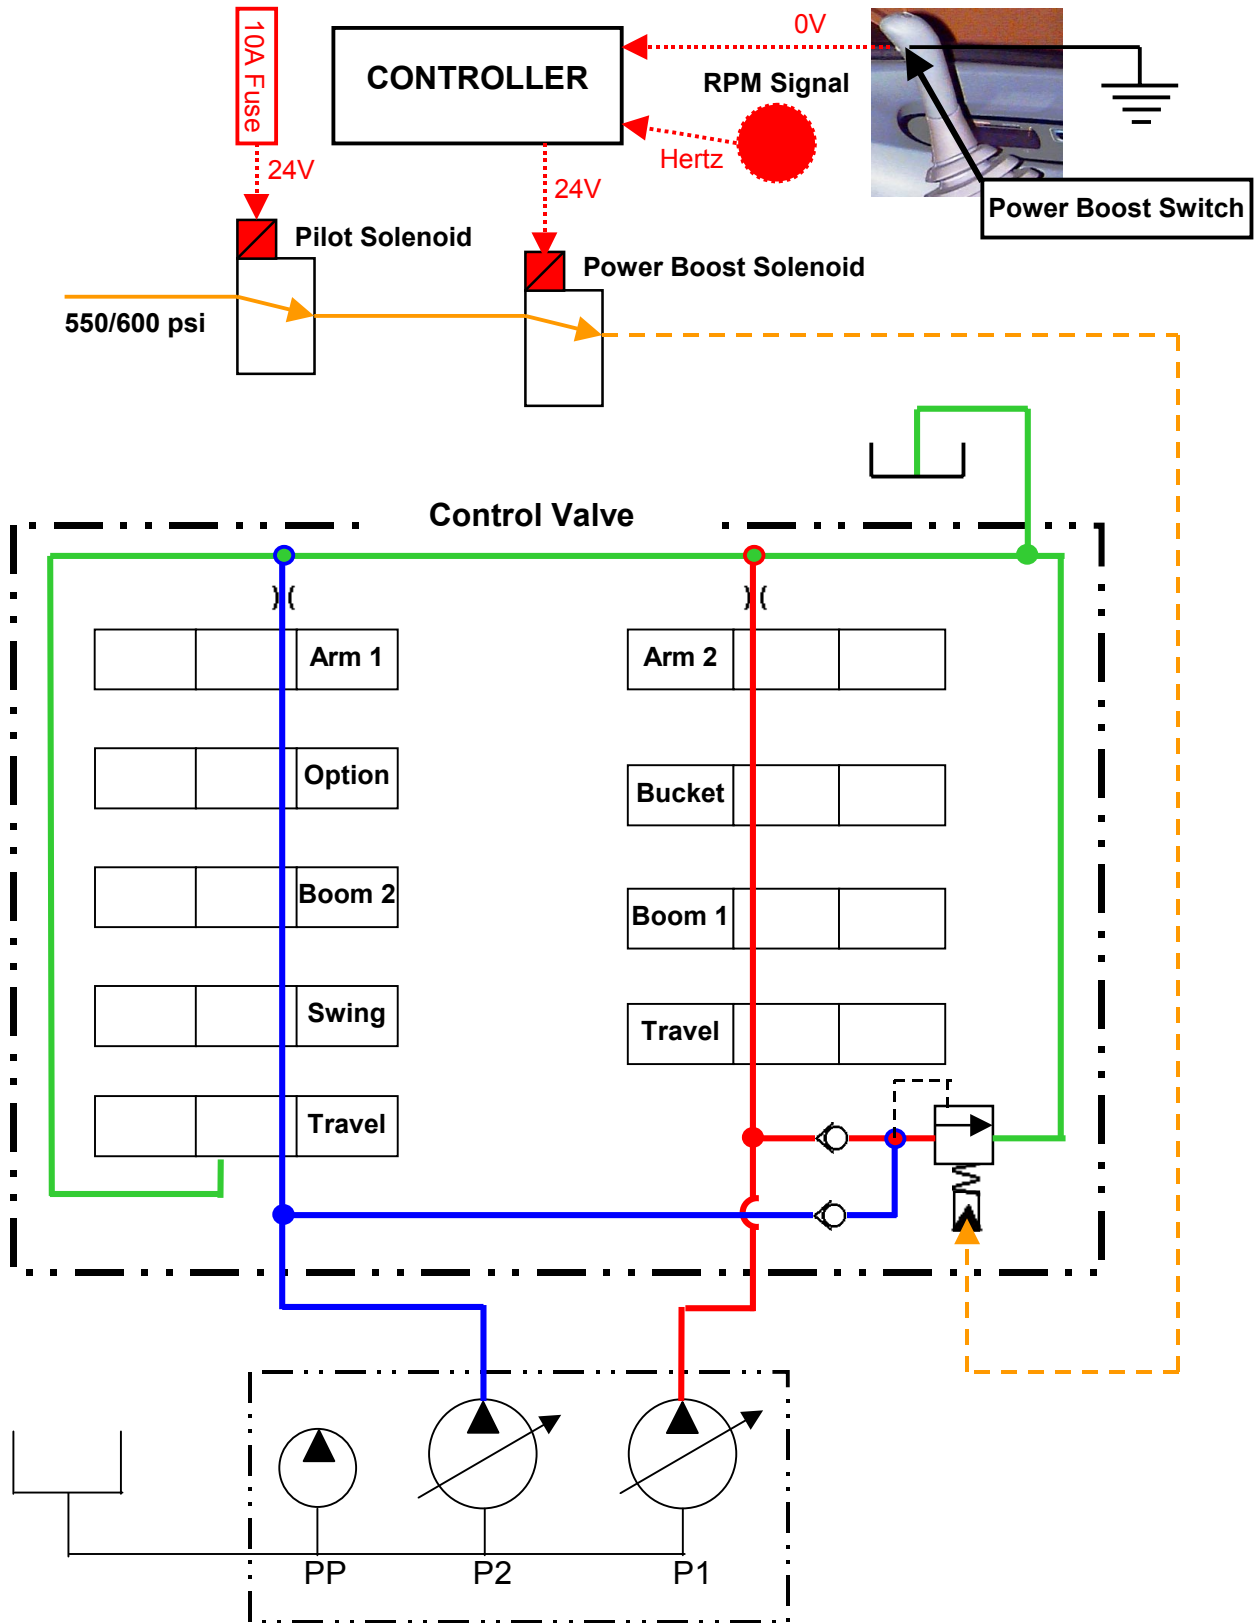 10A Fuse
0V
CONTROLLER
RPM Signal
Hertz
24V
24V
Power Boost Switch
Pilot Solenoid
Power Boost Solenoid
550/600 psi
Control Valve
Arm 1
Arm 2
Option
Bucket
Boom 2
Boom 1
Swing
Travel
Travel
PP
P2
P1